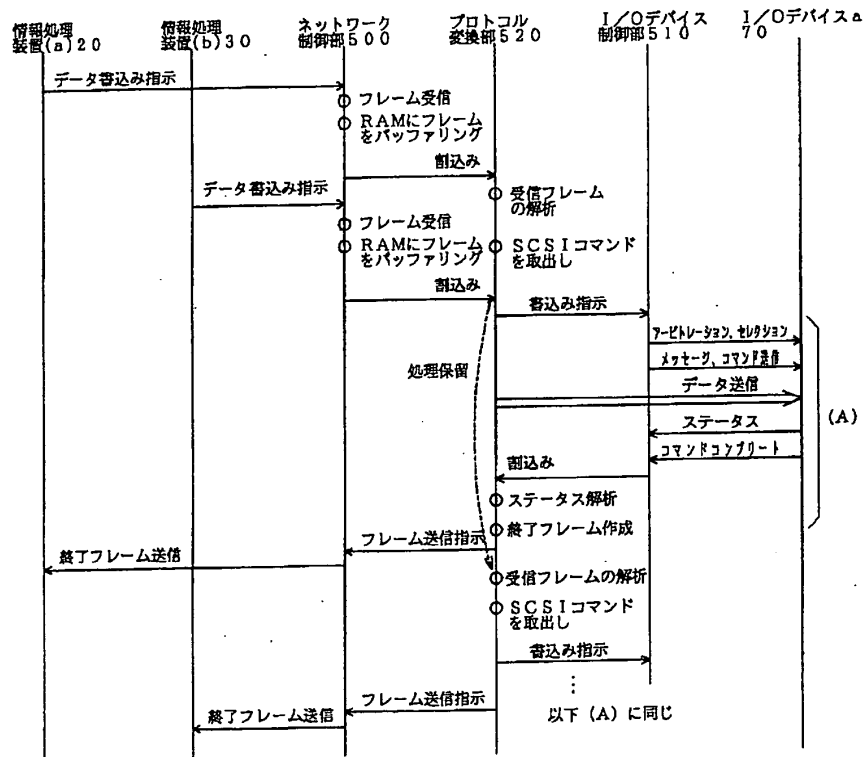 情報処理
装置(a)20
情報処理
装置(b)30
ネットワーク
制御部500
プロトコル
変換部520
I/Oデバイス
制御部510
I/Oデバイスa
70
データ書込み指示
フレーム受信
RAMにフレーム
をバッファリング
割込み
データ書込み指示
受信フレーム
の解析
フレーム受信
RAMにフレーム
をバッファリング
SCSIコマンド
を取出し
割込み
書込み指示
アービトレーション,セレクション
処理保留
メッセージ、コマンド送信
データ送信
(A)
ステータス
コマンドコンプリート
割込み
ステータス解析
終了フレーム作成
フレーム送信指示
終了フレーム送信
受信フレームの解析
SCSIコマンド
を取出し
書込み指示
フレーム送信指示
以下(A)に同じ
終了フレーム送信